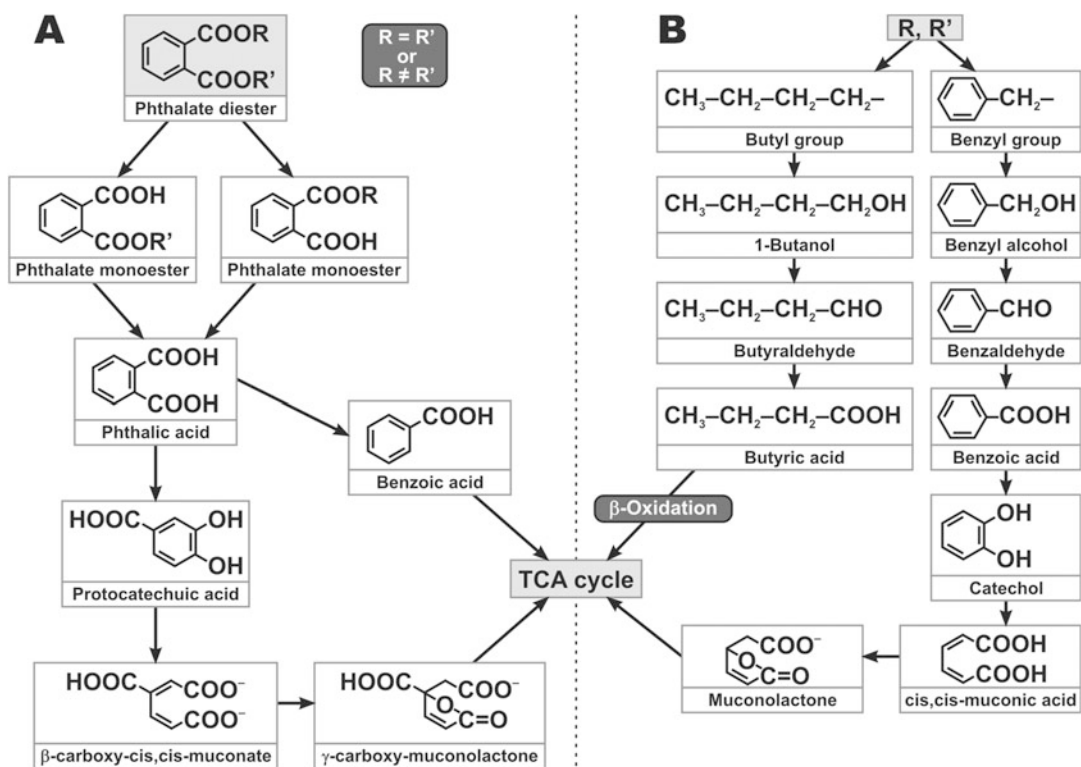 A
COOR
COOR’
Phthalate diester
R = R’
or
R ≠ R’
COOH
COOR’
Phthalate monoester
COOR
COOH
Phthalate monoester
COOH
COOH
Phthalic acid
COOH
Benzoic acid
HOOC
OH
OH
Protocatechuic acid
HOOC
COO⁻
COO⁻
β-carboxy-cis,cis-muconate
HOOC
COO⁻
O
C=O
γ-carboxy-muconolactone
TCA cycle
B
R, R’
CH₃–CH₂–CH₂–CH₂–
Butyl group
CH₃–CH₂–CH₂–CH₂OH
1-Butanol
CH₃–CH₂–CH₂–CHO
Butyraldehyde
CH₃–CH₂–CH₂–COOH
Butyric acid
β-Oxidation
CH₂–
Benzyl group
CH₂OH
Benzyl alcohol
CHO
Benzaldehyde
COOH
Benzoic acid
OH
OH
Catechol
COOH
COOH
cis,cis-muconic acid
COO⁻
O
C=O
Muconolactone